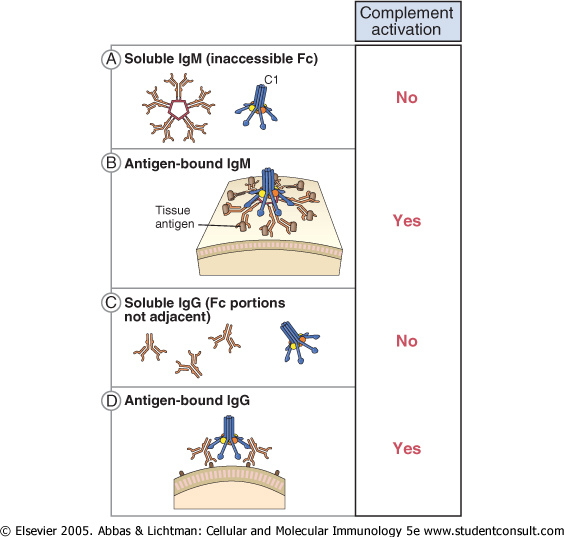 Complement
activation
A Soluble IgM (inaccessible Fc)
C1
No
B Antigen-bound IgM
Tissue
antigen
Yes
C Soluble IgG (Fc portions
not adjacent)
No
D Antigen-bound IgG
Yes
© Elsevier 2005. Abbas & Lichtman: Cellular and Molecular Immunology 5e www.studentconsult.com